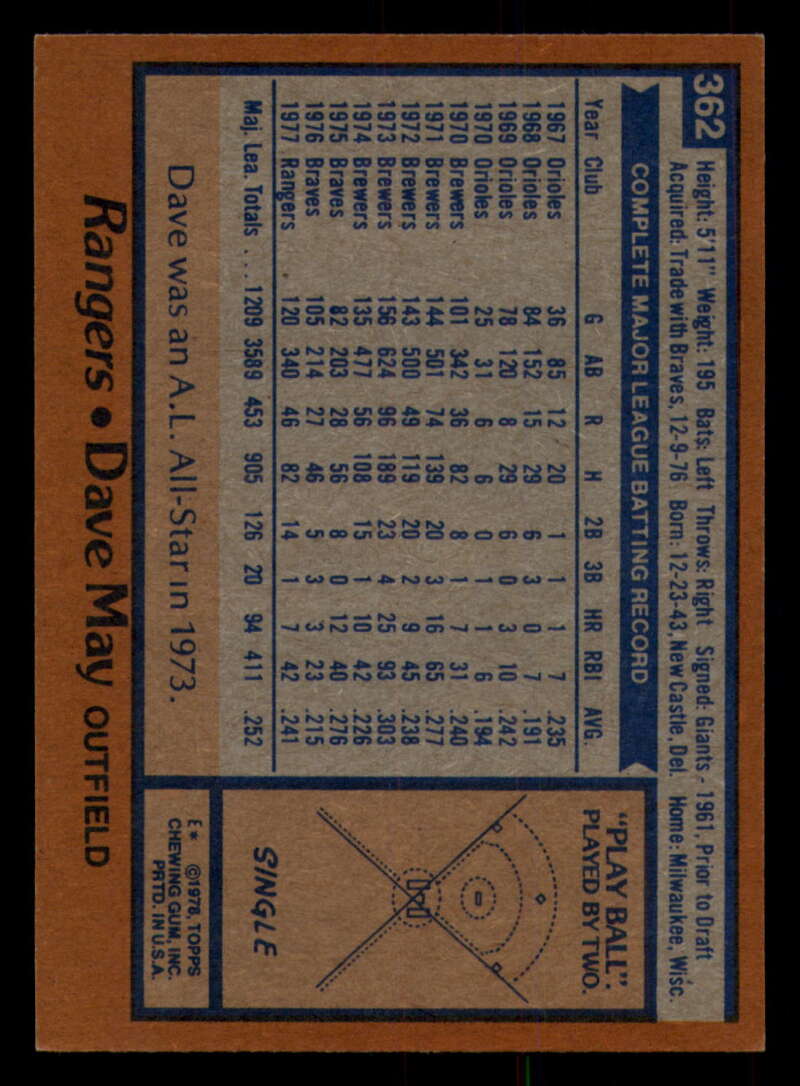 362
Height: 5'11" Weight: 195 Bats: Left Throws: Right Signed: Giants - 1961, Prior to Draft
Acquired: Trade with Braves, 12-9-76 Born: 12-23-43, New Castle, Del. Home: Milwaukee, Wisc.
COMPLETE MAJOR LEAGUE BATTING RECORD
Year Club G AB R H 2B 3B HR RBI AVG.
1967 Orioles 36 85 12 20 1 1 1 7 .235
1968 Orioles 84 152 15 29 6 3 0 7 .191
1969 Orioles 78 120 8 29 6 0 3 10 .242
1970 Orioles 25 31 6 6 0 1 1 6 .194
1970 Brewers 101 342 36 82 8 1 7 31 .240
1971 Brewers 144 501 74 139 20 3 16 65 .277
1972 Brewers 143 500 49 119 20 2 9 45 .238
1973 Brewers 156 624 96 189 23 4 25 93 .303
1974 Brewers 135 477 56 108 15 1 10 42 .226
1975 Braves 82 203 28 56 8 0 12 40 .276
1976 Braves 105 214 27 46 5 3 3 23 .215
1977 Rangers 120 340 46 82 14 1 7 42 .241
Maj. Lea. Totals . . . 1209 3589 453 905 126 20 94 411 .252
Dave was an A.L. All-Star in 1973.
"PLAY BALL".
PLAYED BY TWO.
SINGLE
E* ©1978, TOPPS
CHEWING GUM, INC.
PRTD. IN U.S.A.
Rangers • Dave May OUTFIELD